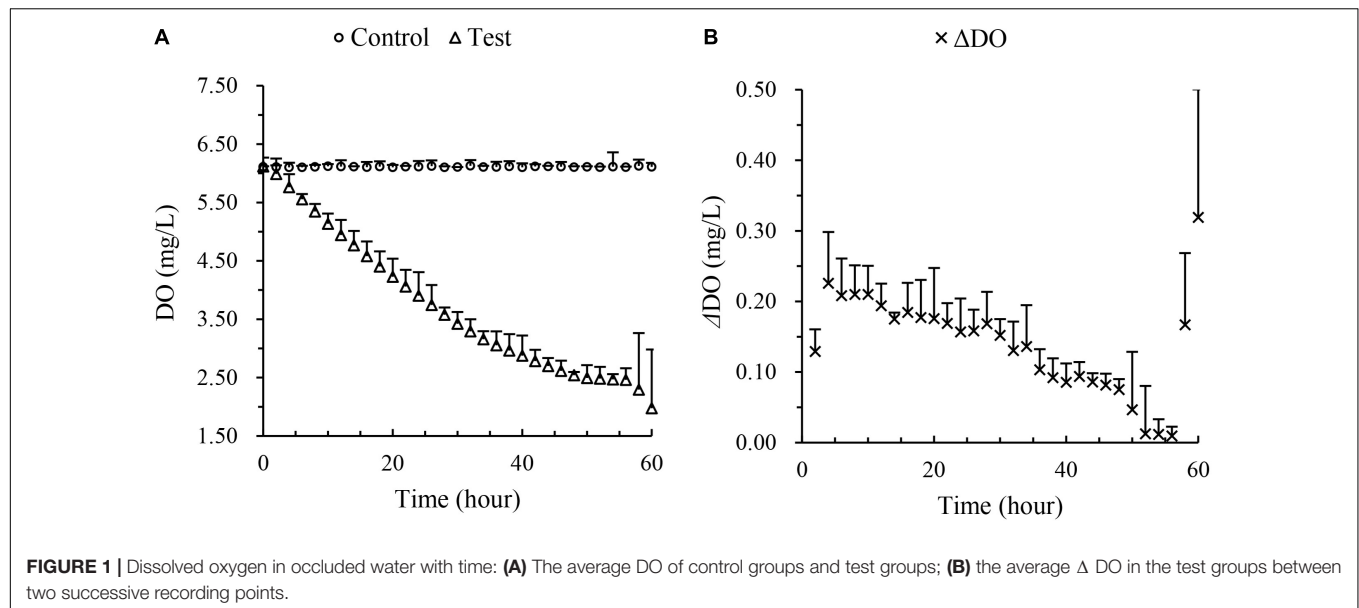 A
Control Test
7.50
6.50
5.50
4.50
3.50
2.50
1.50
DO (mg/L)
0 20 40 60
Time (hour)
B
ΔDO
0.50
0.40
0.30
0.20
0.10
0.00
ΔDO (mg/L)
0 20 40 60
Time (hour)
FIGURE 1 | Dissolved oxygen in occluded water with time: (A) The average DO of control groups and test groups; (B) the average Δ DO in the test groups between
two successive recording points.